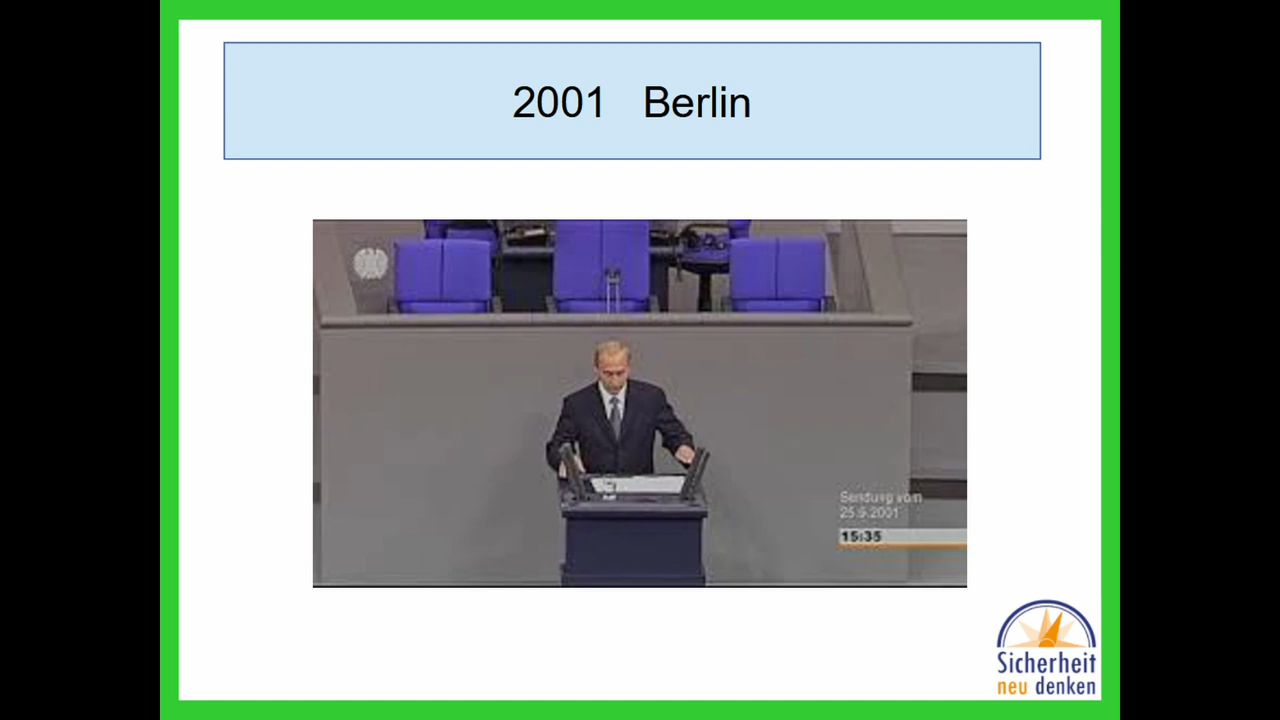 2001 Berlin
Sendung vom
25.9.2001
15:35
Sicherheit
neu denken